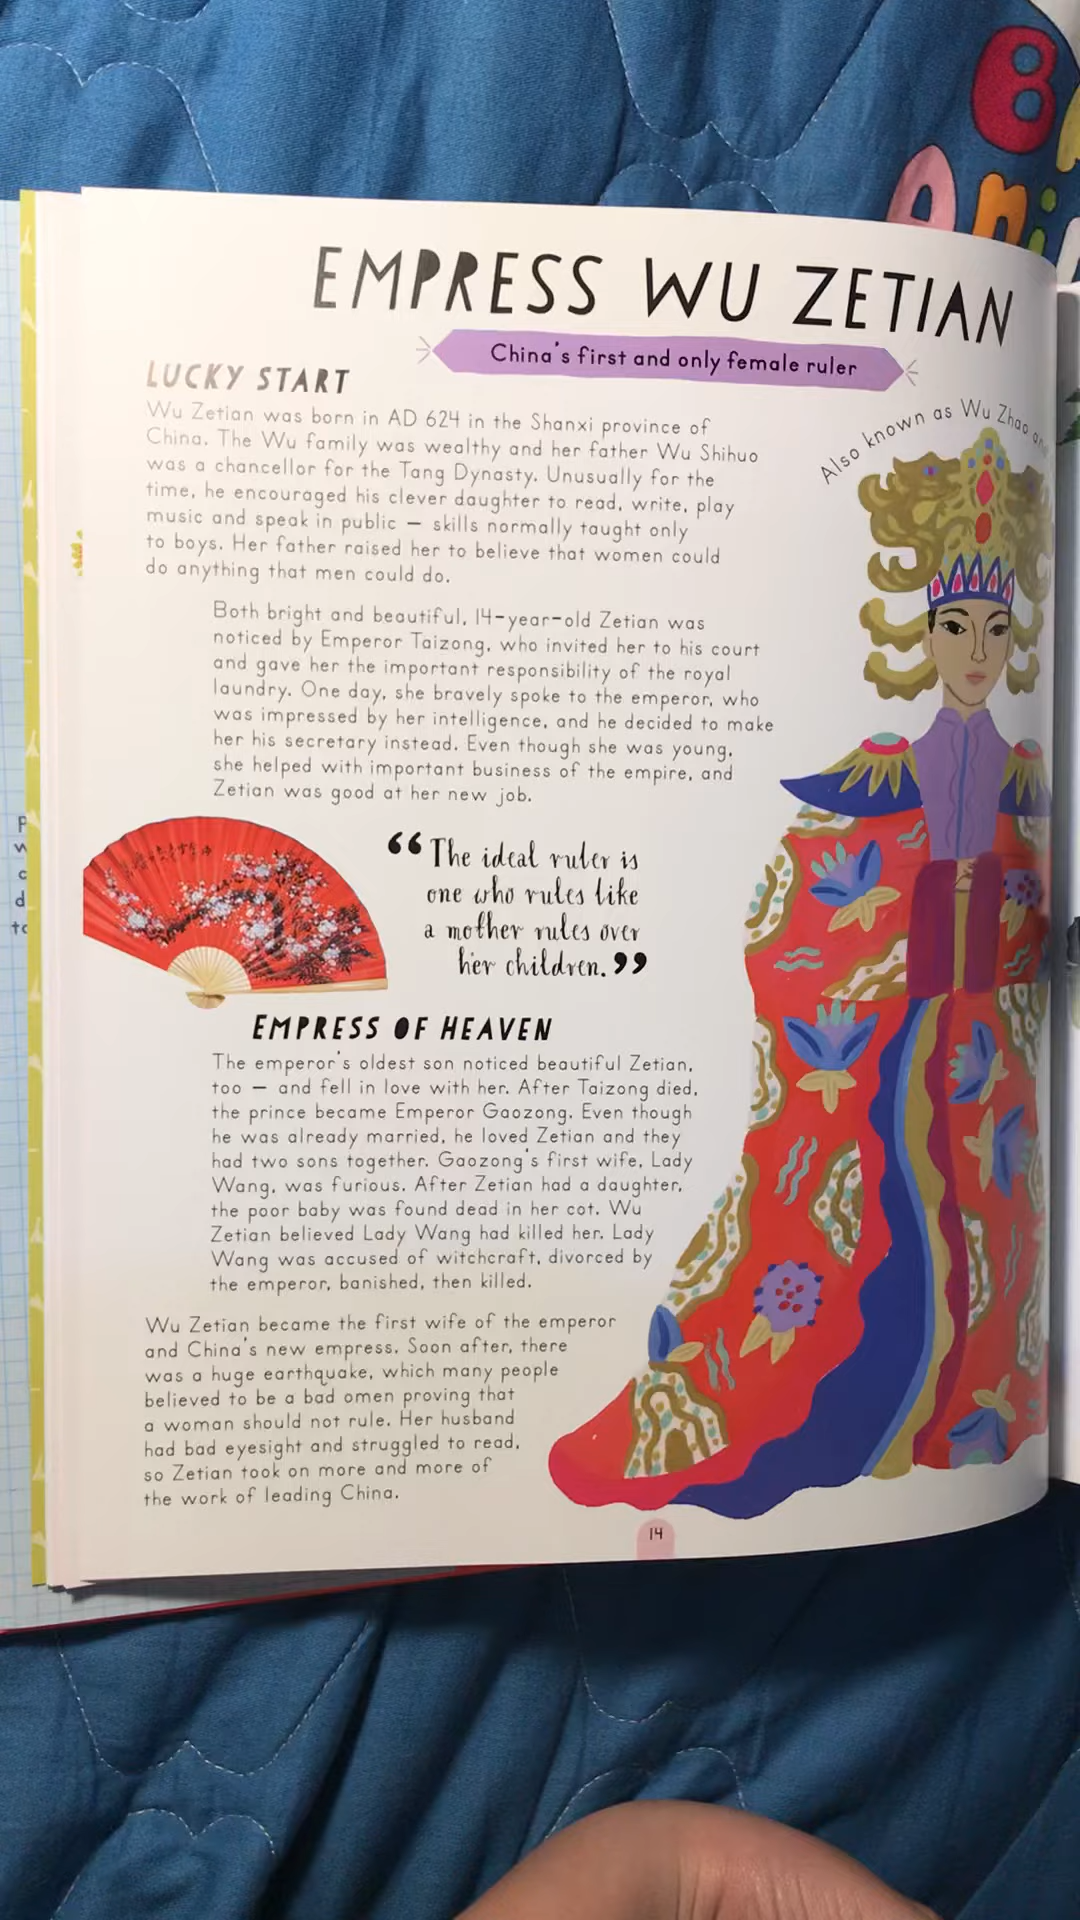 EMPRESS WU ZETIAN
China's first and only female ruler
Also known as Wu Zhao
LUCKY START
Wu Zetian was born in AD 624 in the Shanxi province of
China. The Wu family was wealthy and her father Wu Shihuo
was a chancellor for the Tang Dynasty. Unusually for the
time, he encouraged his clever daughter to read, write, play
music and speak in public – skills normally taught only
to boys. Her father raised her to believe that women could
do anything that men could do.
Both bright and beautiful, 14-year-old Zetian was
noticed by Emperor Taizong, who invited her to his court
and gave her the important responsibility of the royal
laundry. One day, she bravely spoke to the emperor, who
was impressed by her intelligence, and he decided to make
her his secretary instead. Even though she was young,
she helped with important business of the empire, and
Zetian was good at her new job.
“The ideal ruler is
one who rules like
a mother rules over
her children.”
EMPRESS OF HEAVEN
The emperor's oldest son noticed beautiful Zetian,
too – and fell in love with her. After Taizong died,
the prince became Emperor Gaozong. Even though
he was already married, he loved Zetian and they
had two sons together. Gaozong's first wife, Lady
Wang, was furious. After Zetian had a daughter,
the poor baby was found dead in her cot. Wu
Zetian believed Lady Wang had killed her. Lady
Wang was accused of witchcraft, divorced by
the emperor, banished, then killed.
Wu Zetian became the first wife of the emperor
and China's new empress. Soon after, there
was a huge earthquake, which many people
believed to be a bad omen proving that
a woman should not rule. Her husband
had bad eyesight and struggled to read,
so Zetian took on more and more of
the work of leading China.
14